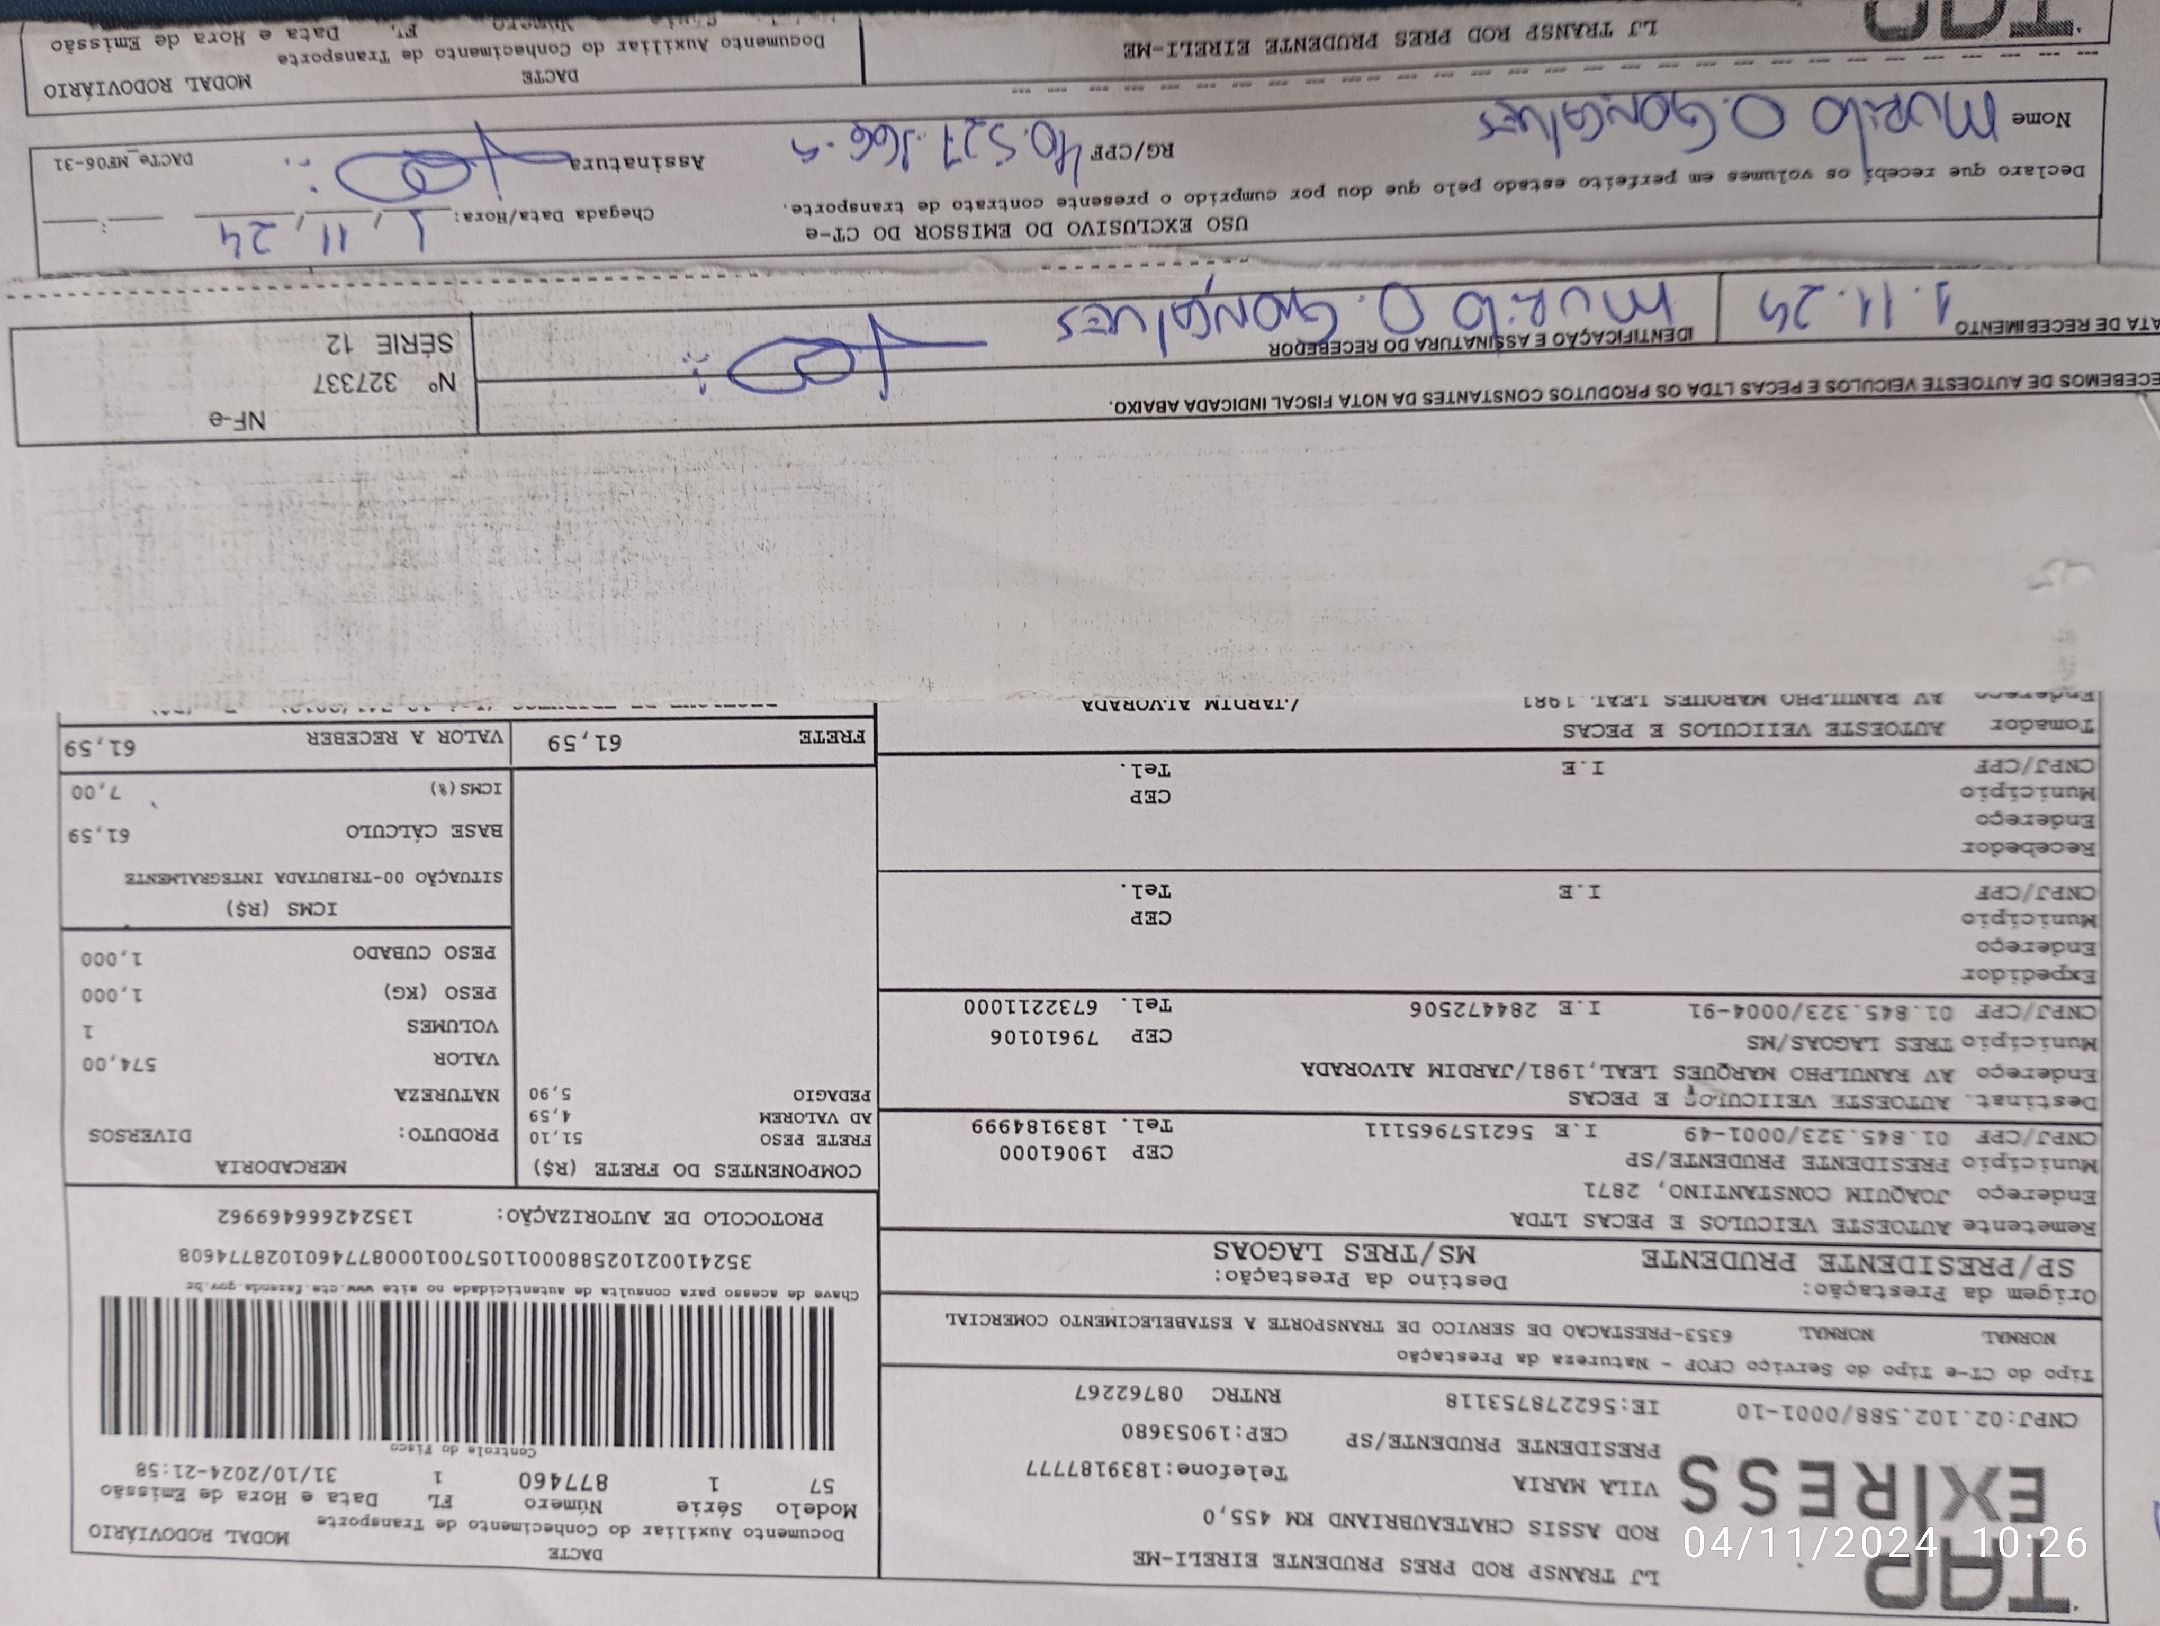 TAP
EXPRESS
LJ TRANSP ROD PRES PRUDENTE EIRELI-ME
ROD ASSIS CHATEAUBRIAND KM 455,0
VILA MARIA Telefone:1839187777
PRESIDENTE PRUDENTE/SP CEP:19053680
CNPJ:02.102.588/0001-10 IE:562278753118 RNTRC 08762267
DACTE MODAL RODOVIÁRIO
Documento Auxiliar do Conhecimento de Transporte
Modelo Série Número FL Data e Hora de Emissão
57 1 877460 1 31/10/2024-21:58
Controle do Fisco
Chave de acesso para consulta de autenticidade no site www.cte.fazenda.gov.br
35241002102588000110570010008774601028774608
PROTOCOLO DE AUTORIZAÇÃO: 135242666469962
Tipo do CT-e Tipo do Serviço CFOP - Natureza da Prestação
NORMAL NORMAL 6353-PRESTACAO DE SERVICO DE TRANSPORTE A ESTABELECIMENTO COMERCIAL
Origem da Prestação: Destino da Prestação:
SP/PRESIDENTE PRUDENTE MS/TRES LAGOAS
Remetente AUTOESTE VEICULOS E PECAS LTDA
Endereço JOAQUIM CONSTANTINO, 2871
Município PRESIDENTE PRUDENTE/SP CEP 19061000
CNPJ/CPF 01.845.323/0001-49 I.E 562157965111 Tel. 1839184999
Destinat. AUTOESTE VEIICULOS E PECAS
Endereço AV RANULPHO MARQUES LEAL,1981/JARDIM ALVORADA
Município TRES LAGOAS/MS CEP 79610106
CNPJ/CPF 01.845.323/0004-91 I.E 284472506 Tel. 6732211000
Expedidor
Endereço
Município CEP
CNPJ/CPF I.E Tel.
Recebedor
Endereço
Município CEP
CNPJ/CPF I.E Tel.
Tomador AUTOESTE VEIICULOS E PECAS
Endereço AV RANULPHO MARQUES LEAL.1981 /JARDIM ALVORADA
COMPONENTES DO FRETE (R$)
FRETE PESO 51,10
AD VALOREM 4,59
PEDAGIO 5,90
MERCADORIA
PRODUTO: DIVERSOS
NATUREZA
VALOR 574,00
VOLUMES 1
PESO (KG) 1,000
PESO CUBADO 1,000
ICMS (R$)
SITUAÇÃO 00-TRIBUTADA INTEGRALMENTE
BASE CÁLCULO 61,59
ICMS(%) 7,00
FRETE 61,59 VALOR A RECEBER 61,59
RECEBEMOS DE AUTOESTE VEICULOS E PECAS LTDA OS PRODUTOS CONSTANTES DA NOTA FISCAL INDICADA ABAIXO.
DATA DE RECEBIMENTO IDENTIFICAÇÃO E ASSINATURA DO RECEBEDOR
1.11.24 MURILO O. GONÇALVES
NF-e
Nº 327337
SÉRIE 12
USO EXCLUSIVO DO EMISSOR DO CT-e
Declaro que recebi os volumes em perfeito estado pelo que dou por cumprido o presente contrato de transporte.
Chegada Data/Hora: 1/11/24 :
Nome MURILO O. GONÇALVES RG/CPF 40.527.166-9 Assinatura
DACTe_MF06-31
LJ TRANSP ROD PRES PRUDENTE EIRELI-ME
DACTE MODAL RODOVIÁRIO
Documento Auxiliar do Conhecimento de Transporte
Série Número FL Data e Hora de Emissão
04/11/2024 10:26